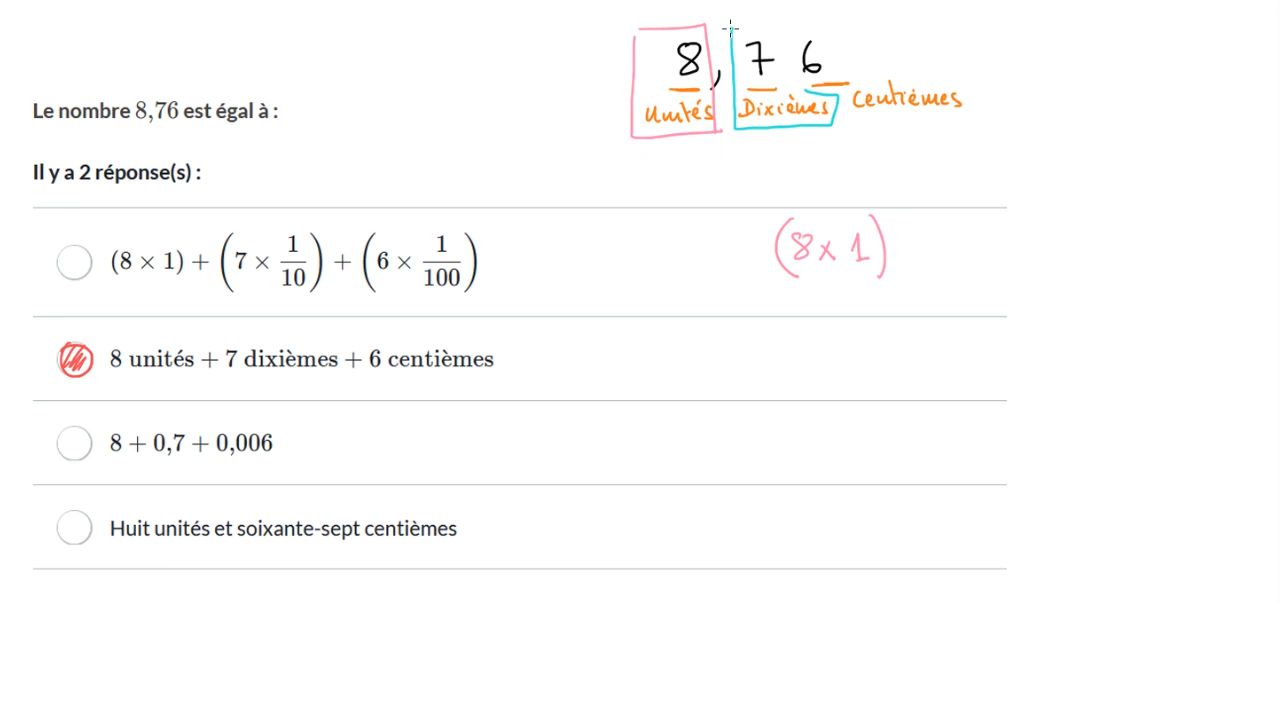 8,76
Unités Dixièmes Centièmes
Le nombre 8,76 est égal à :
Il y a 2 réponse(s) :
(8 × 1) + (7 × 1/10) + (6 × 1/100)
(8 × 1)
8 unités + 7 dixièmes + 6 centièmes
8 + 0,7 + 0,006
Huit unités et soixante-sept centièmes